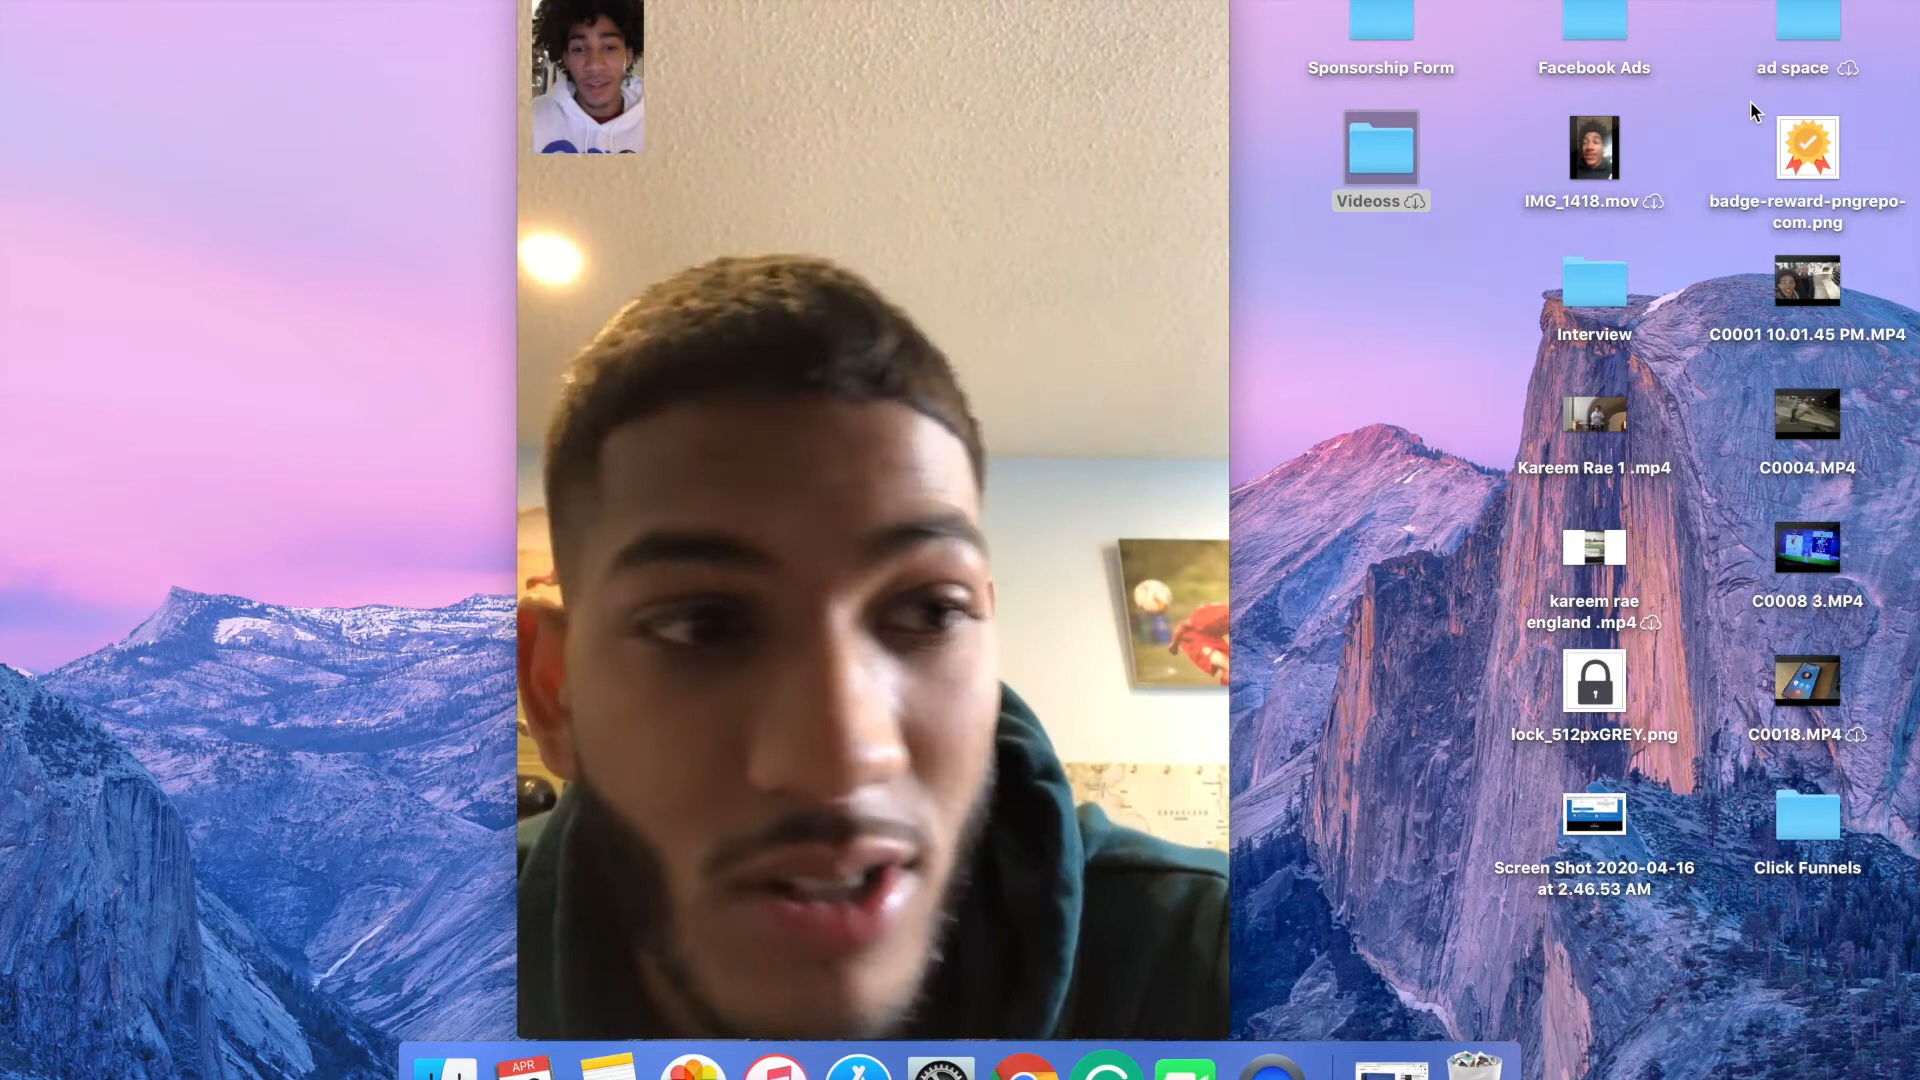 Sponsorship Form
Facebook Ads
ad space
Videoss
IMG_1418.mov
badge-reward-pngrepo-
com.png
Interview
C0001 10.01.45 PM.MP4
Kareem Rae 1 .mp4
C0004.MP4
kareem rae
england .mp4
C0008 3.MP4
lock_512pxGREY.png
C0018.MP4
Screen Shot 2020-04-16
at 2.46.53 AM
Click Funnels
APR